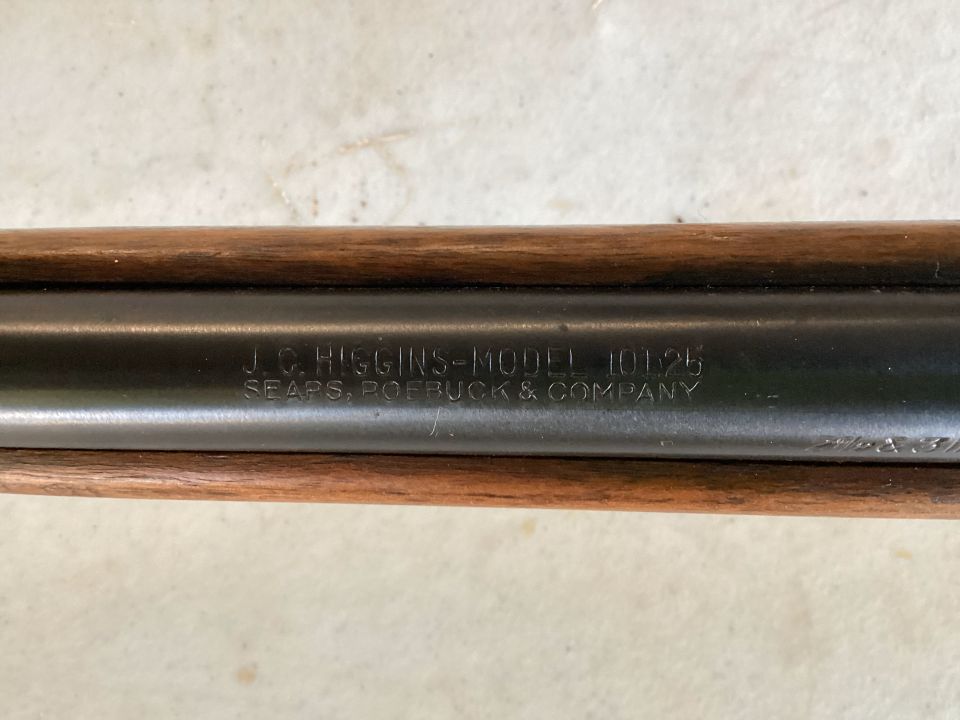 J. C. HIGGINS-MODEL 101.25
SEARS, ROEBUCK & COMPANY